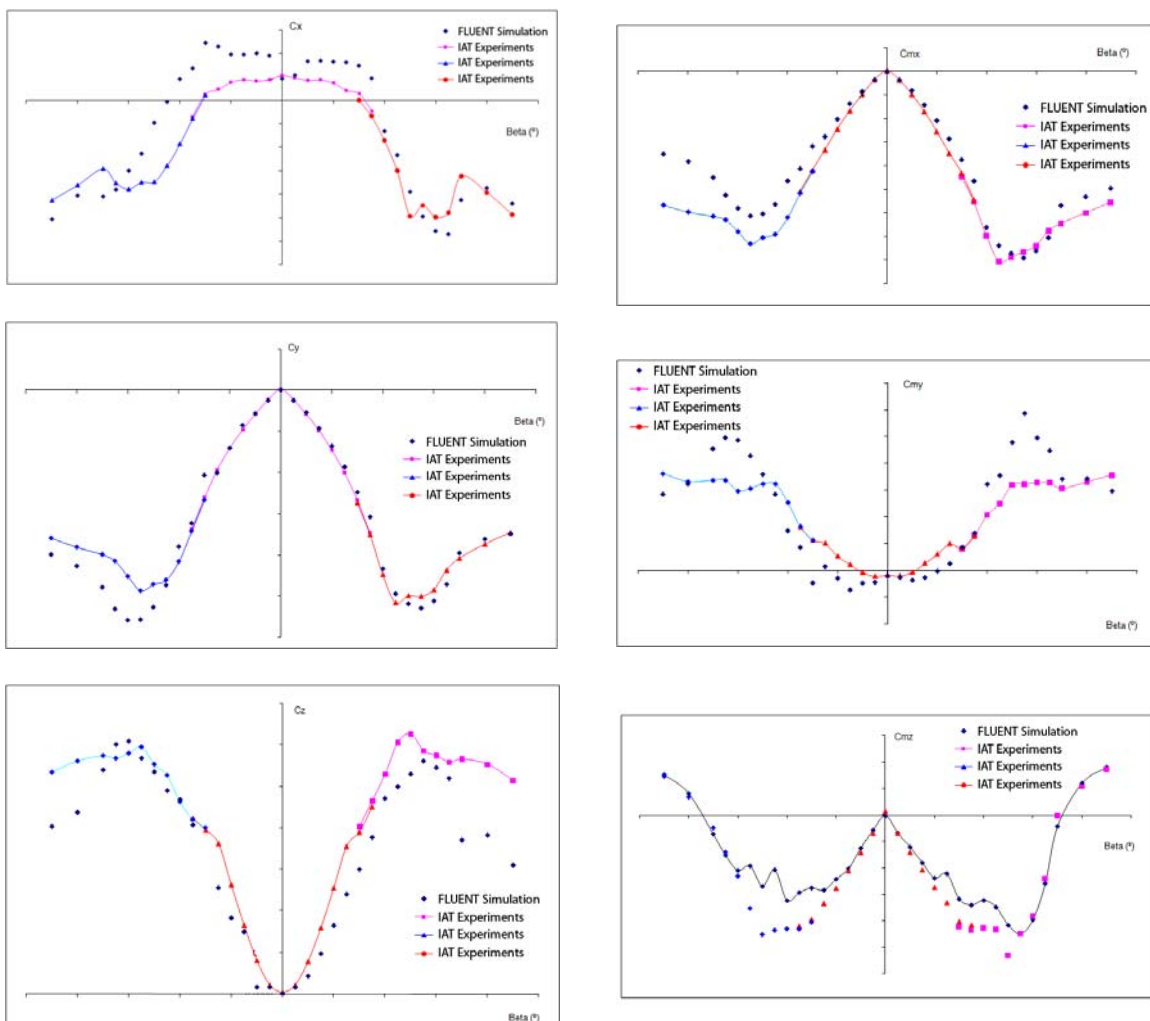 Cx
FLUENT Simulation
IAT Experiments
IAT Experiments
IAT Experiments
Beta (º)
Cmx
Beta (º)
FLUENT Simulation
IAT Experiments
IAT Experiments
IAT Experiments
Cy
Beta (º)
FLUENT Simulation
IAT Experiments
IAT Experiments
IAT Experiments
FLUENT Simulation
IAT Experiments
IAT Experiments
IAT Experiments
Cmy
Beta (º)
Cz
FLUENT Simulation
IAT Experiments
IAT Experiments
IAT Experiments
Beta (º)
Cmz
FLUENT Simulation
IAT Experiments
IAT Experiments
IAT Experiments
Beta (º)